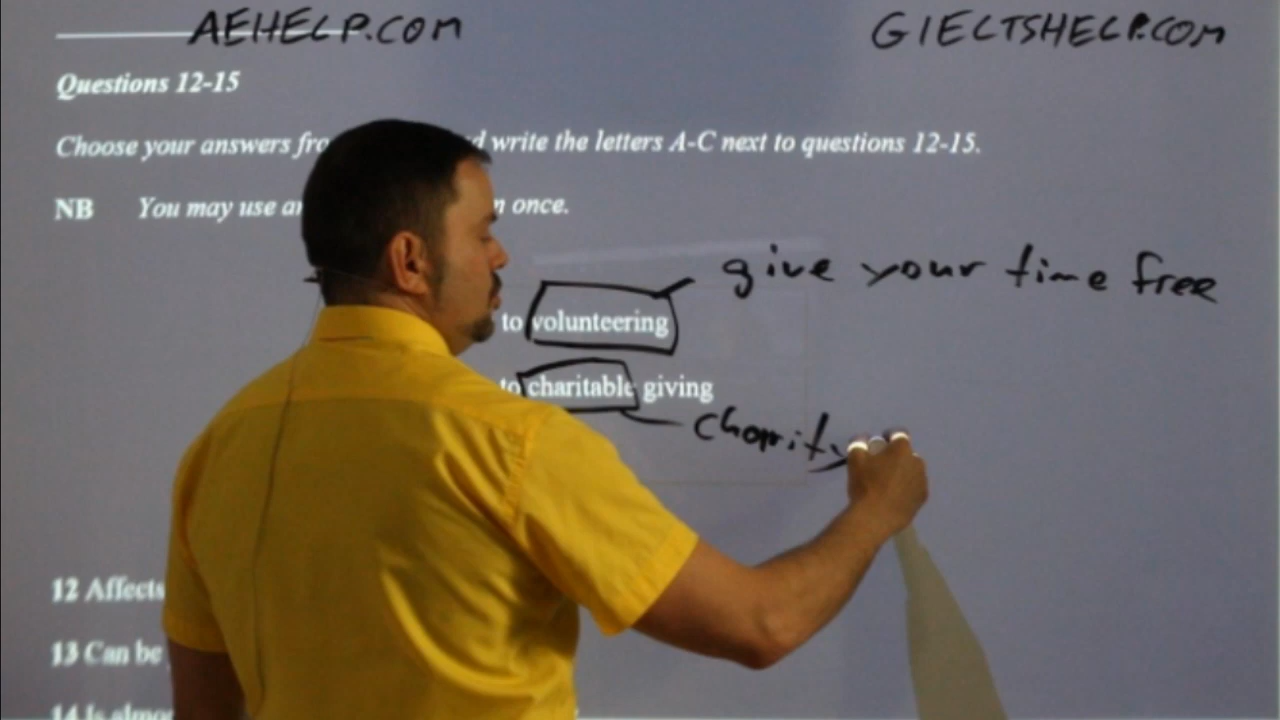 AEHELP.COM
GIELTSHELP.COM
Questions 12-15
Choose your answers write the letters A-C next to questions 12-15.
NB You may use once.
give your time free
to volunteering
to charitable giving
charity
12 Affects
13 Can be
14 Is